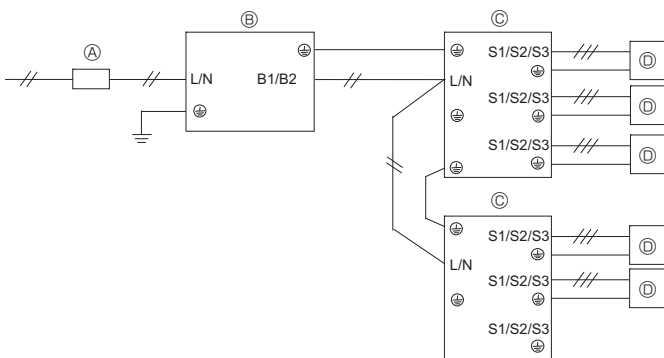 Ⓐ
Ⓑ
L/N
B1/B2
Ⓒ
L/N
S1/S2/S3
Ⓓ
S1/S2/S3
Ⓓ
S1/S2/S3
Ⓓ
Ⓒ
L/N
S1/S2/S3
Ⓓ
S1/S2/S3
Ⓓ
S1/S2/S3